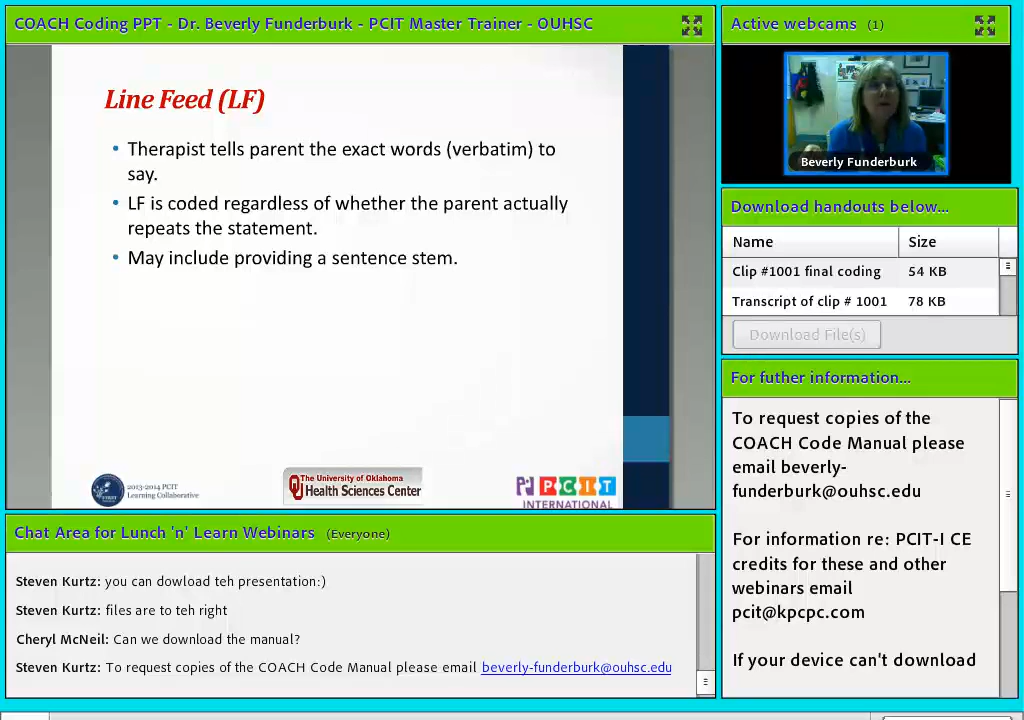 COACH Coding PPT - Dr. Beverly Funderburk - PCIT Master Trainer - OUHSC
Line Feed (LF)
• Therapist tells parent the exact words (verbatim) to
say.
• LF is coded regardless of whether the parent actually
repeats the statement.
• May include providing a sentence stem.
2013-2014 PCIT
Learning Collaborative
The University of Oklahoma
Health Sciences Center
PCIT
INTERNATIONAL
Chat Area for Lunch 'n' Learn Webinars (Everyone)
Steven Kurtz: you can dowload teh presentation:)
Steven Kurtz: files are to teh right
Cheryl McNeil: Can we download the manual?
Steven Kurtz: To request copies of the COACH Code Manual please email beverly-funderburk@ouhsc.edu
Active webcams (1)
Beverly Funderburk
Download handouts below...
Name Size
Clip #1001 final coding 54 KB
Transcript of clip # 1001 78 KB
Download File(s)
For futher information...
To request copies of the
COACH Code Manual please
email beverly-
funderburk@ouhsc.edu
For information re: PCIT-I CE
credits for these and other
webinars email
pcit@kpcpc.com
If your device can't download